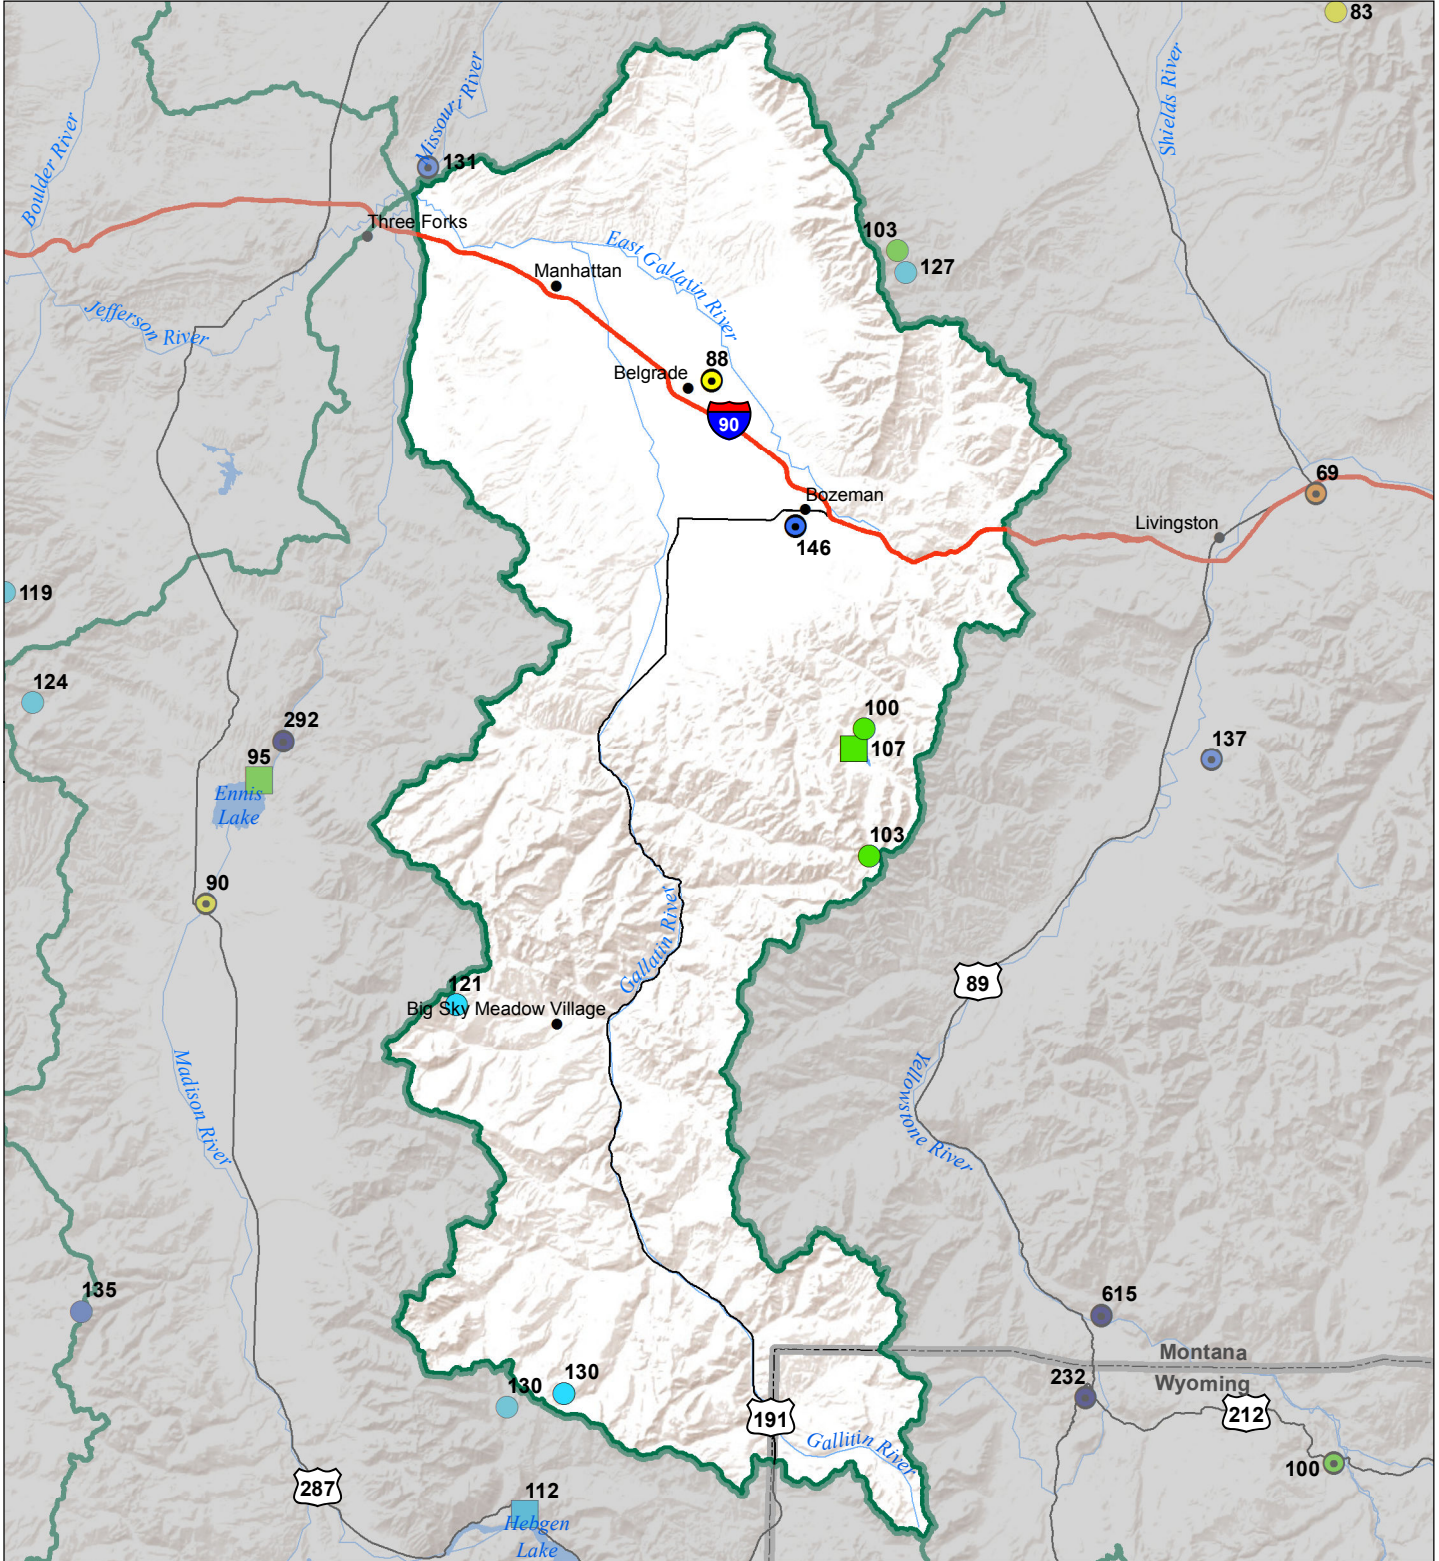 83
Missouri River
Shields River
Boulder River
131
Three Forks
103
127
East Gallatin River
Manhattan
Jefferson River
88
Belgrade
90
69
Bozeman
Livingston
146
119
124
100
292
107
137
95
Ennis
Lake
103
90
Gallatin River
89
121
Big Sky Meadow Village
Madison River
Yellowstone River
135
615
Montana
Wyoming
130
130
232
191
212
Gallitin River
100
287
112
Hebgen
Lake